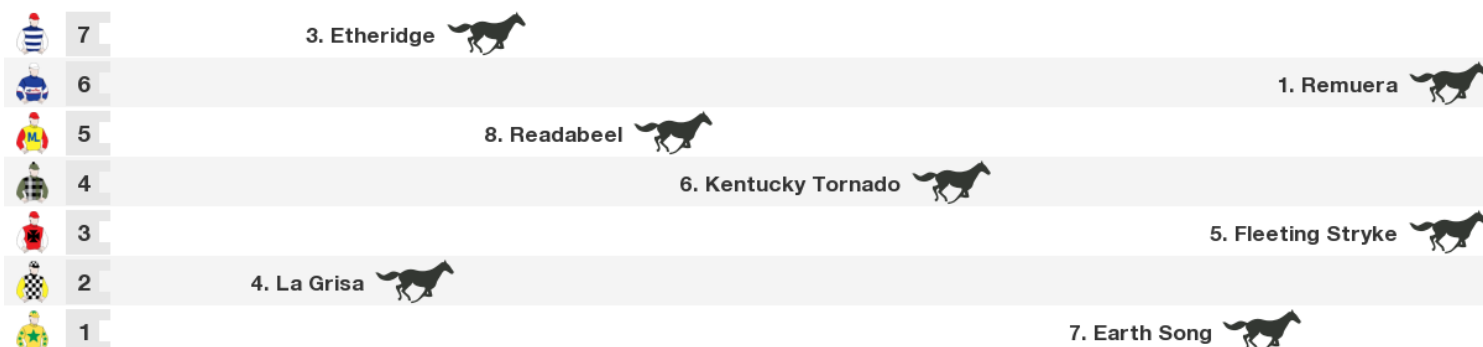 7 3. Etheridge
6 1. Remuera
ML 5 8. Readabeel
4 6. Kentucky Tornado
3 5. Fleeting Stryke
2 4. La Grisa
1 7. Earth Song